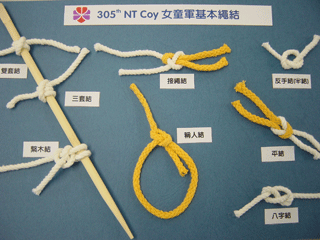 305th NT Coy 女童軍基本繩結
雙套結
接繩結
反手結(半結)
三套結
繫木結
稱人結
平結
八字結